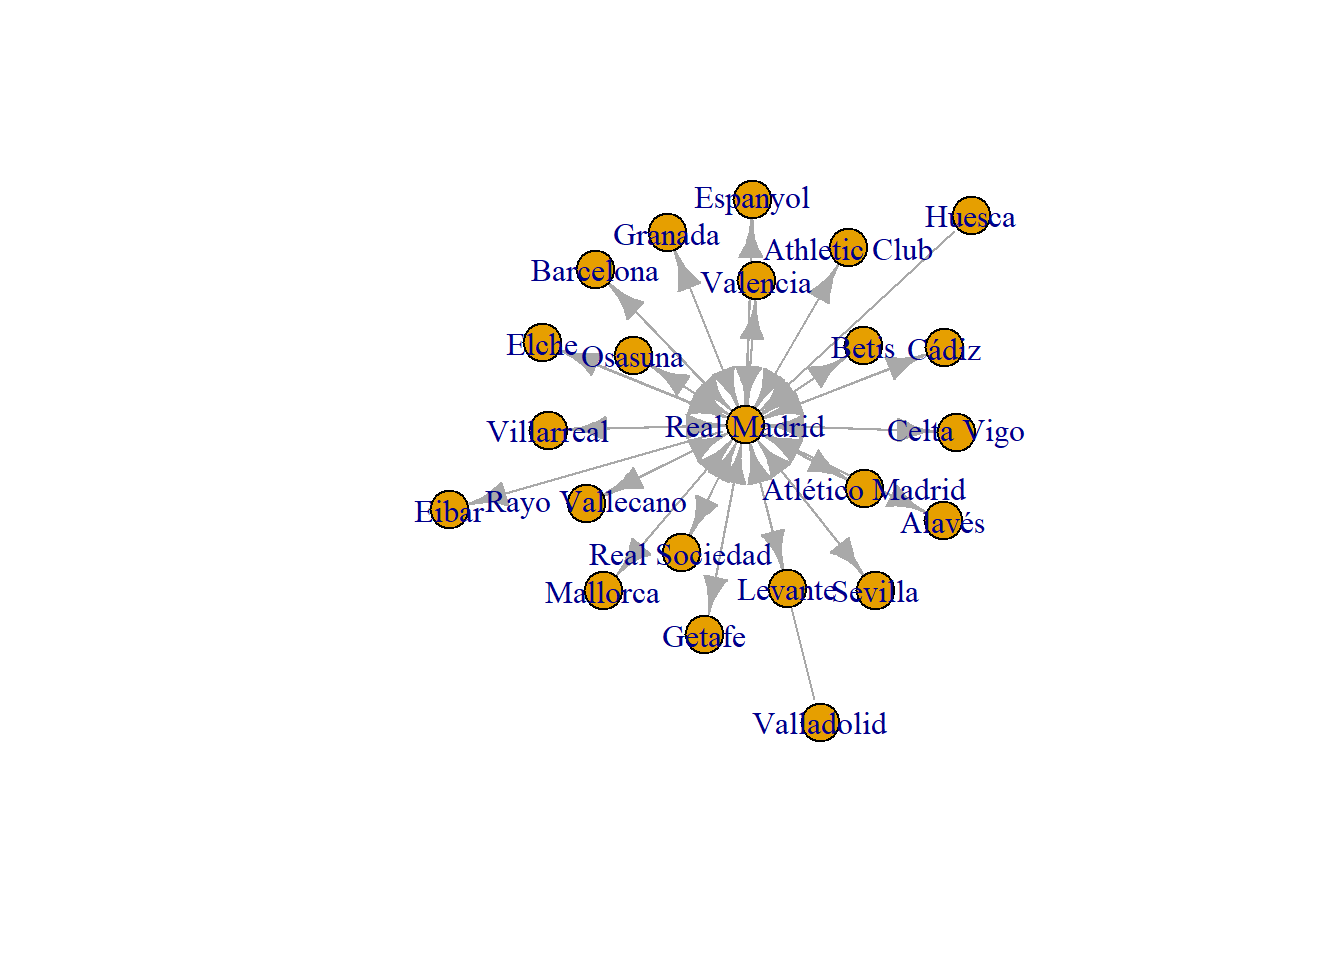 Espanyol
Huesca
Granada
Athletic Club
Barcelona
Valencia
Elche
Osasuna
Betis
Cádiz
Real Madrid
Villarreal
Celta Vigo
Atlético Madrid
Rayo Vallecano
Eibar
Alavés
Real Sociedad
Mallorca
Levante
Sevilla
Getafe
Valladolid